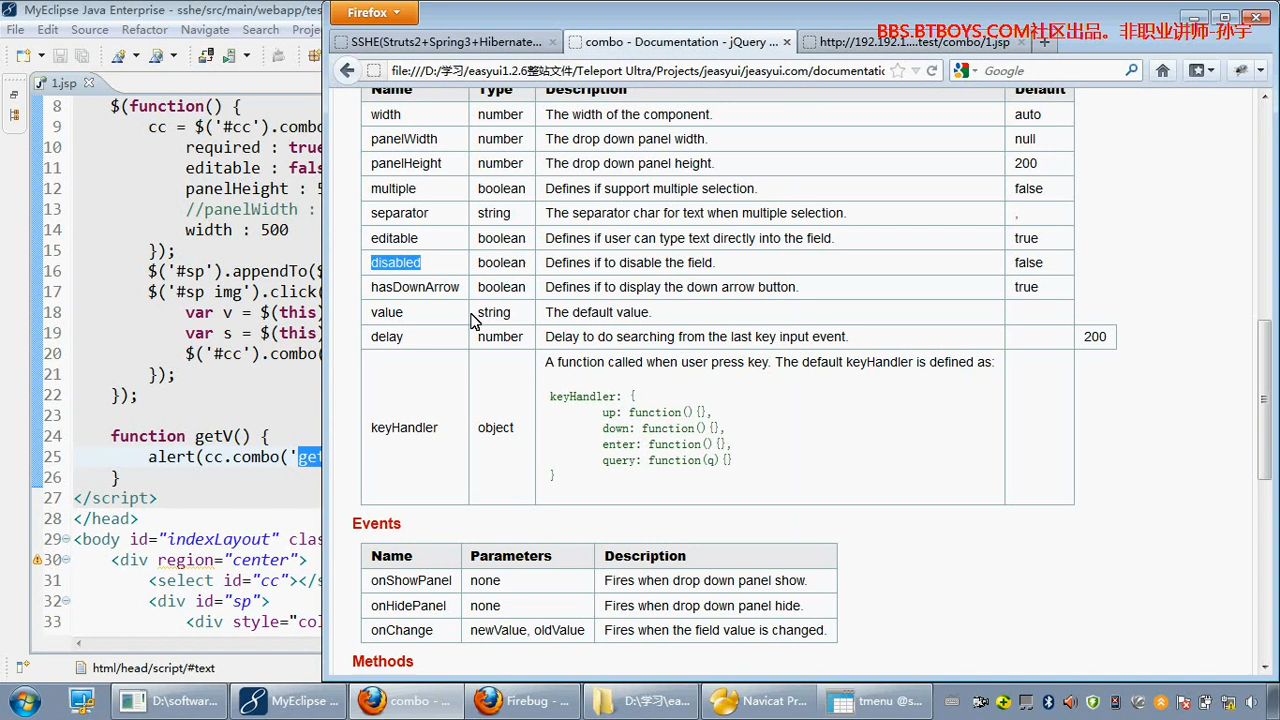 MyEclipse Java Enterprise - sshe/src/main/webapp/te
Firefox
BBS.BTBOYS.COM社区出品。非职业讲师-孙宇
File Edit Source Refactor Navigate Search
SSHE(Struts2+Spring3+Hibernate...
combo - Documentation - jQuery ...
http://192.192.1....test/combo/1.jsp
file:///D:/学习/easyui1.2.6整站文件/Teleport Ultra/Projects/jeasyui/jeasyui.com/documentatic
Google
1.jsp
Name Type Description Default
width number The width of the component. auto
panelWidth number The drop down panel width. null
panelHeight number The drop down panel height. 200
multiple boolean Defines if support multiple selection. false
separator string The separator char for text when multiple selection. ,
editable boolean Defines if user can type text directly into the field. true
disabled boolean Defines if to disable the field. false
hasDownArrow boolean Defines if to display the down arrow button. true
value string The default value.
delay number Delay to do searching from the last key input event. 200
keyHandler object A function called when user press key. The default keyHandler is defined as:
keyHandler: {
up: function(){},
down: function(){},
enter: function(){},
query: function(q){}
}
Events
Name Parameters Description
onShowPanel none Fires when drop down panel show.
onHidePanel none Fires when drop down panel hide.
onChange newValue, oldValue Fires when the field value is changed.
Methods
8 $(function() {
9 cc = $('#cc').combo
10 required : true
11 editable : fals
12 panelHeight : 5
13 //panelWidth :
14 width : 500
15 });
16 $('#sp').appendTo($
17 $('#sp img').click(
18 var v = $(this)
19 var s = $(this)
20 $('#cc').combo(
21 });
22 });
23
24 function getV() {
25 alert(cc.combo('get
26 }
27 </script>
28 </head>
29 <body id="indexLayout" clas
30 <div region="center">
31 <select id="cc"></s
32 <div id="sp">
33 <div style="col
html/head/script/#text
D:\softwar...
MyEclipse ...
combo - ...
Firebug - ...
D:\学习\ea...
Navicat Pr...
tmenu @s...